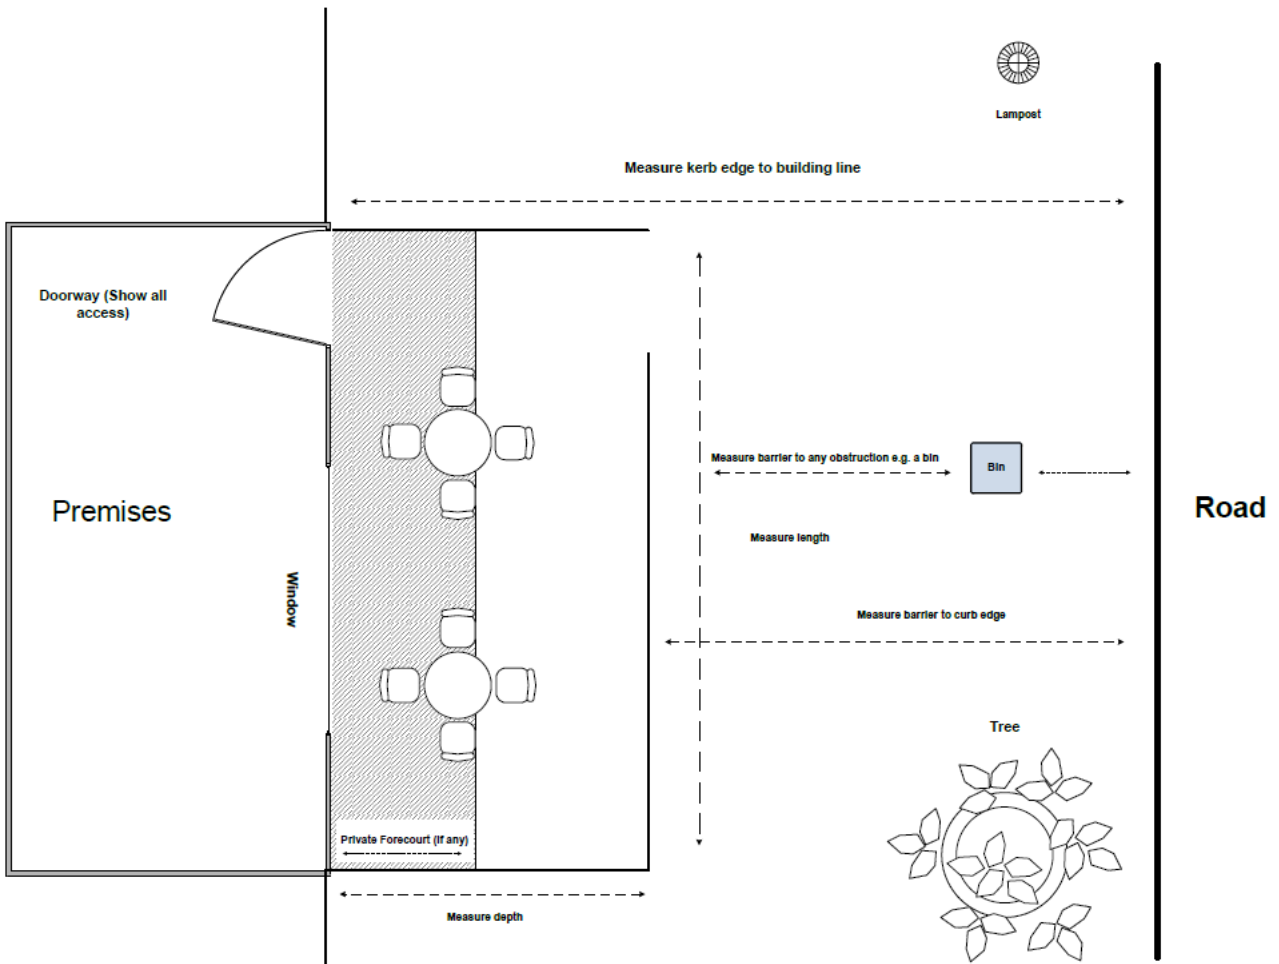 Lampost
Measure kerb edge to building line
Doorway (Show all
access)
Measure barrier to any obstruction e.g. a bin
Bin
Premises
Road
Measure length
Window
Measure barrier to curb edge
Tree
Private Forecourt (if any)
Measure depth